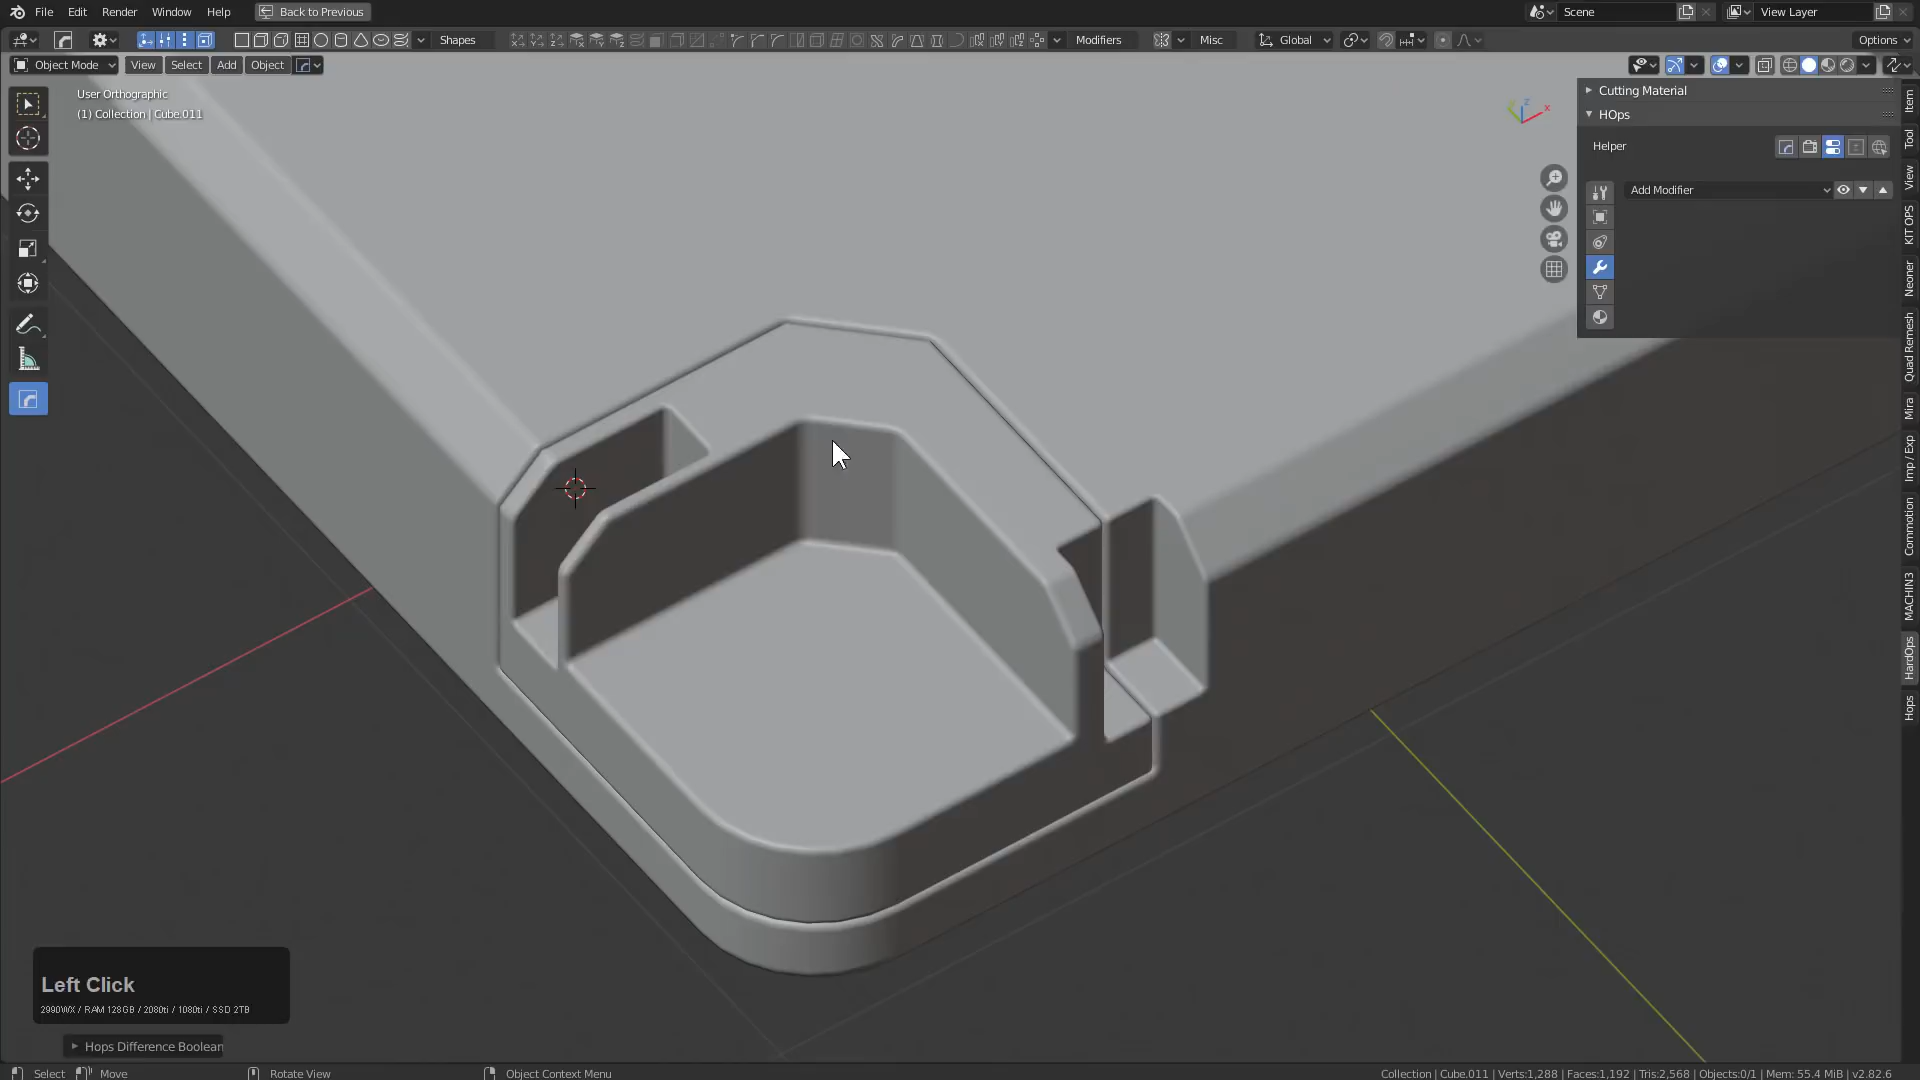 File Edit Render Window Help Back to Previous Scene View Layer
Shapes Modifiers Misc Global Options
Object Mode View Select Add Object
User Orthographic
(1) Collection | Cube.011
Z
X
Cutting Material
HOps
Helper
Add Modifier
Item
Tool
View
KIT OPS
Neoner
Quad Remesh
Mira
Imp / Exp
Commotion
MACHIN3
HardOps
Hops
Left Click
2990WX / RAM 128GB / 2080ti / 1080ti / SSD 2TB
Hops Difference Boolean
Select Move Rotate View Object Context Menu Collection | Cube.011 | Verts:1,288 | Faces:1,192 | Tris:2,568 | Objects:0/1 | Mem: 55.4 MiB | v2.82.6